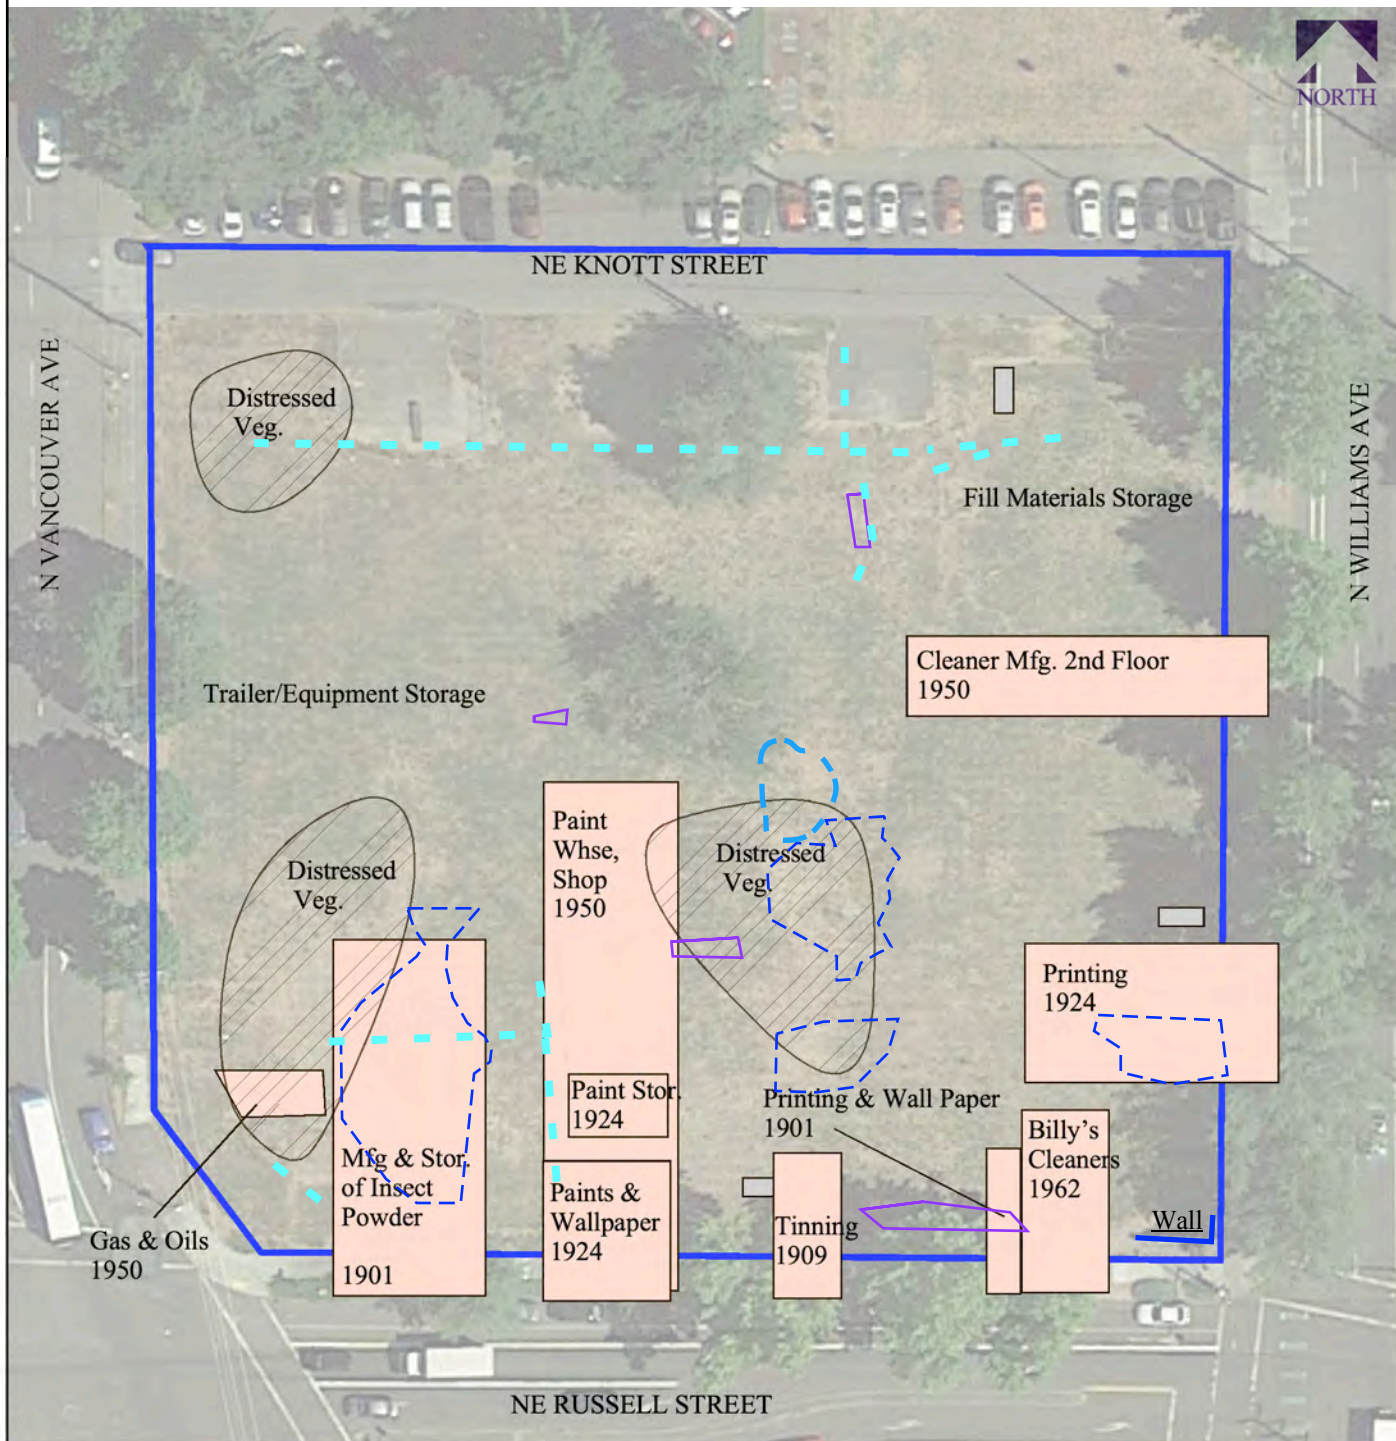 NORTH
NE KNOTT STREET
N VANCOUVER AVE
N WILLIAMS AVE
Distressed
Veg.
Fill Materials Storage
Cleaner Mfg. 2nd Floor
1950
Trailer/Equipment Storage
Paint
Whse,
Shop
1950
Distressed
Veg.
Distressed
Veg.
Printing
1924
Paint Stor.
1924
Printing & Wall Paper
1901
Billy's
Cleaners
1962
Mfg & Stor.
of Insect
Powder
1901
Paints &
Wallpaper
1924
Tinning
1909
Wall
Gas & Oils
1950
NE RUSSELL STREET